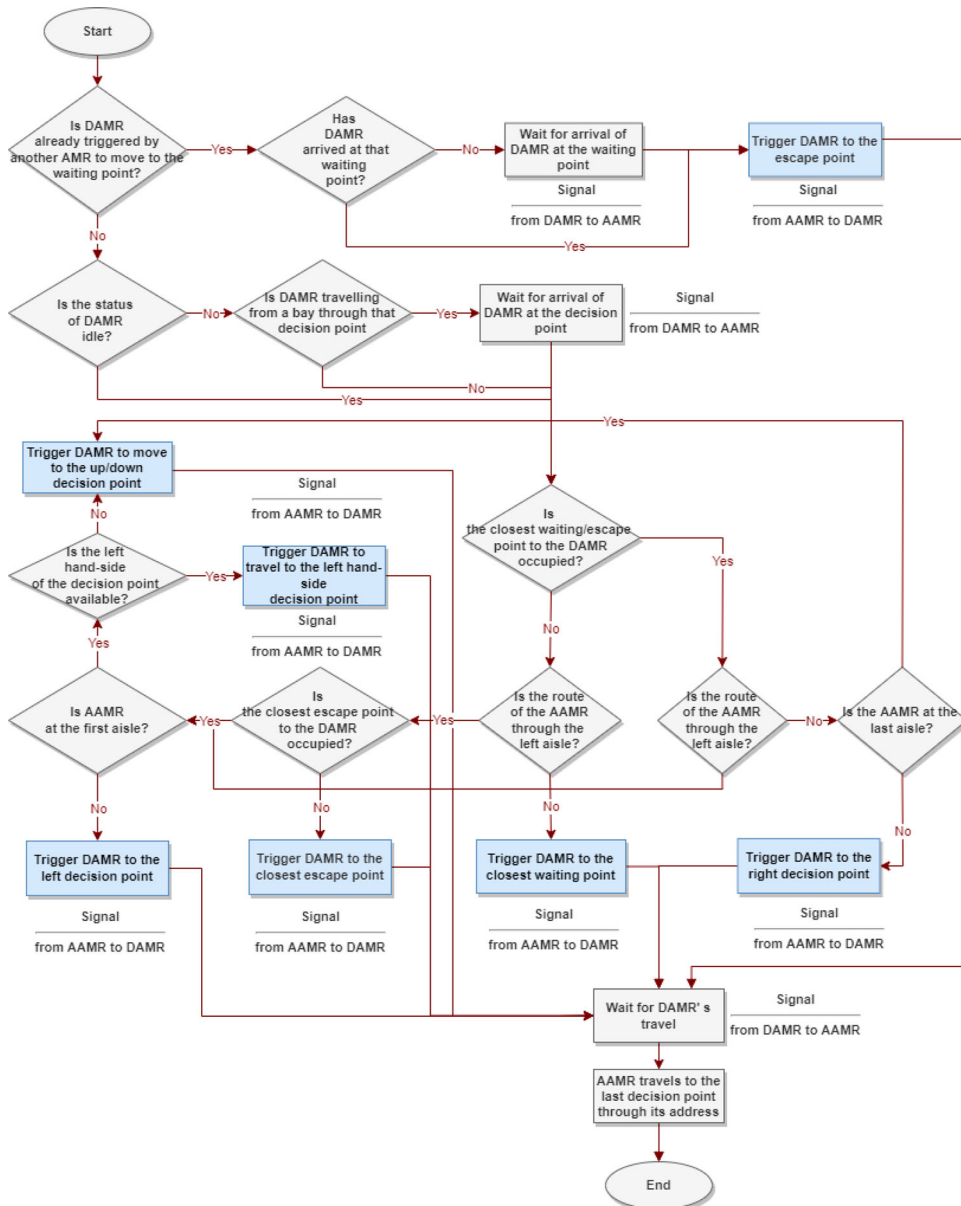 Start
Is DAMR
already triggered by
another AMR to move to the
waiting point?
Yes
Has
DAMR
arrived at that
waiting
point?
No
Wait for arrival of
DAMR at the waiting
point
Signal
from DAMR to AAMR
Trigger DAMR to the
escape point
Signal
from AAMR to DAMR
Yes
No
Is the status
of DAMR
idle?
No
Is DAMR travelling
from a bay through that
decision point
Yes
Wait for arrival of
DAMR at the decision
point
Signal
from DAMR to AAMR
No
Yes
Yes
Trigger DAMR to move
to the up/down
decision point
Signal
from AAMR to DAMR
No
Is the left
hand-side
of the decision point
available?
Yes
Trigger DAMR to
travel to the left hand-
side
decision point
Signal
from AAMR to DAMR
Is
the closest waiting/escape
point to the DAMR
occupied?
Yes
No
Yes
Is AAMR
at the first aisle?
Yes
Is
the closest escape point
to the DAMR
occupied?
Yes
Is the route
of the AAMR
through the
left aisle?
Is the route
of the AAMR
through the
left aisle?
No
Is the AAMR at the
last aisle?
No
No
No
No
Trigger DAMR to the
left decision point
Signal
from AAMR to DAMR
Trigger DAMR to the
closest escape point
Signal
from AAMR to DAMR
Trigger DAMR to the
closest waiting point
Signal
from AAMR to DAMR
Trigger DAMR to the
right decision point
Signal
from AAMR to DAMR
Wait for DAMR' s
travel
Signal
from DAMR to AAMR
AAMR travels to the
last decision point
through its address
End